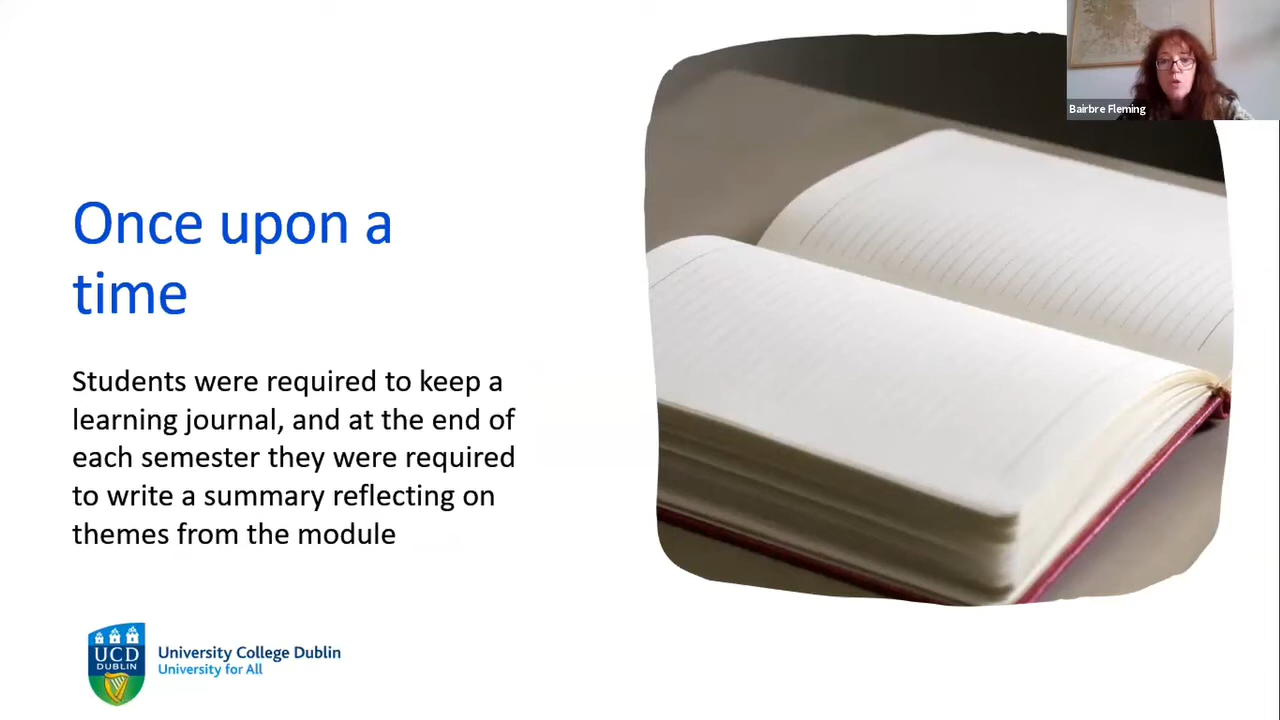 Bairbre Fleming
Once upon a
time
Students were required to keep a
learning journal, and at the end of
each semester they were required
to write a summary reflecting on
themes from the module
UCD
DUBLIN
University College Dublin
University for All